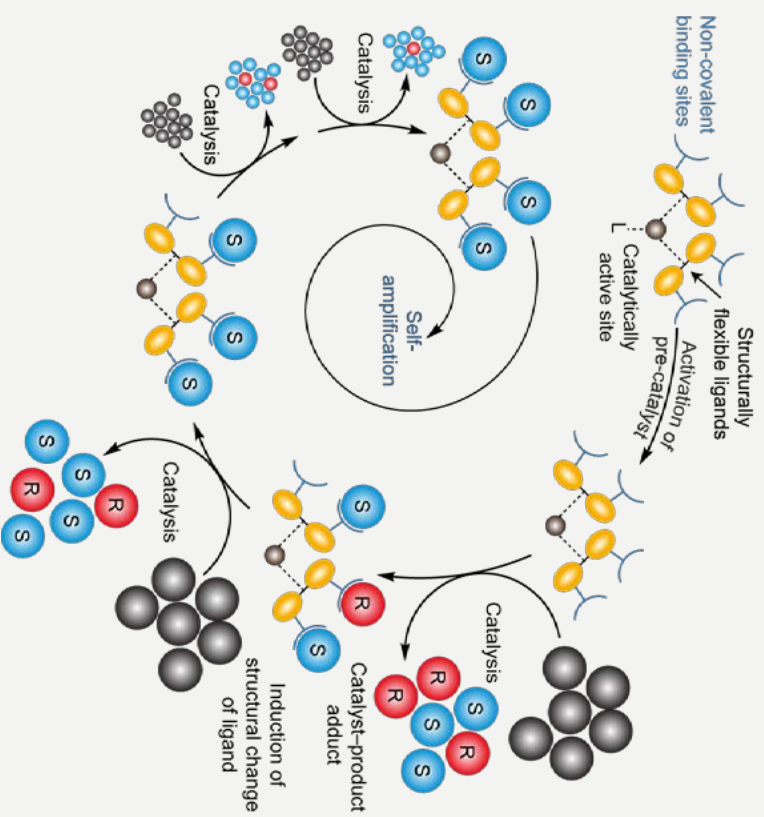 Structurally
flexible ligands
Non-covalent
binding sites
Activation of
pre-catalyst
L
Catalytically
active site
S
S
S
S
Catalysis
S
R
R
S
S
R
Self-
amplification
Catalysis
S
R
S
Catalyst–product
adduct
Induction of
structural change
of ligand
Catalysis
S
S
S
Catalysis
R
S
S
S
R
S